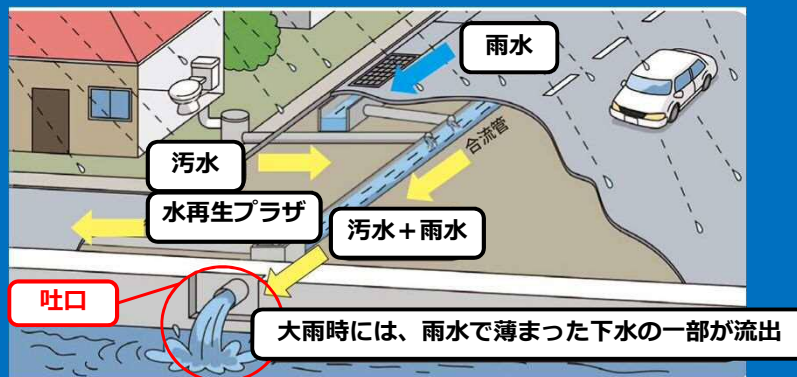 雨水
合流管
汚水
水再生プラザ
汚水＋雨水
吐口
大雨時には、雨水で薄まった下水の一部が流出